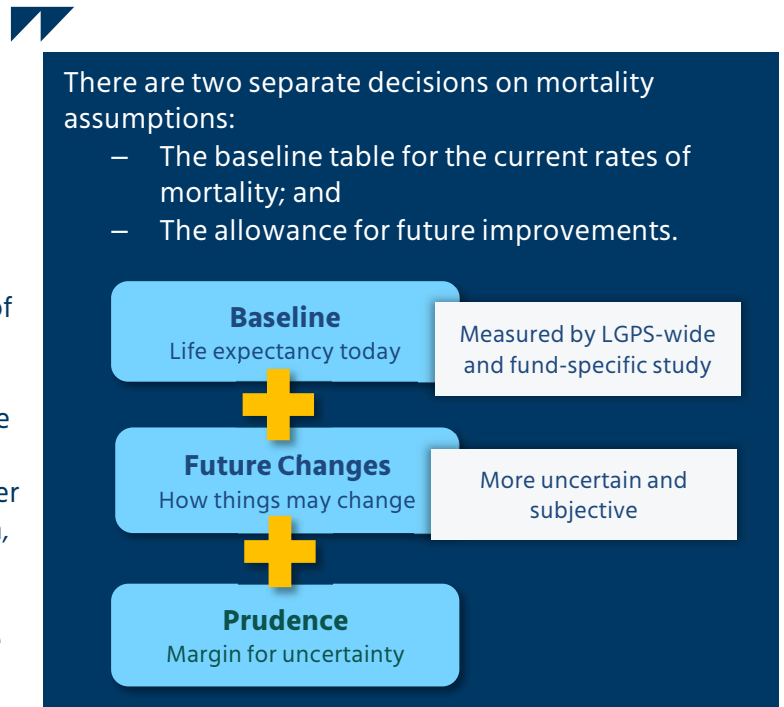 There are two separate decisions on mortality
assumptions:
– The baseline table for the current rates of
mortality; and
– The allowance for future improvements.
of
e
er
,
Baseline
Life expectancy today
Measured by LGPS-wide
and fund-specific study
Future Changes
How things may change
More uncertain and
subjective
Prudence
Margin for uncertainty